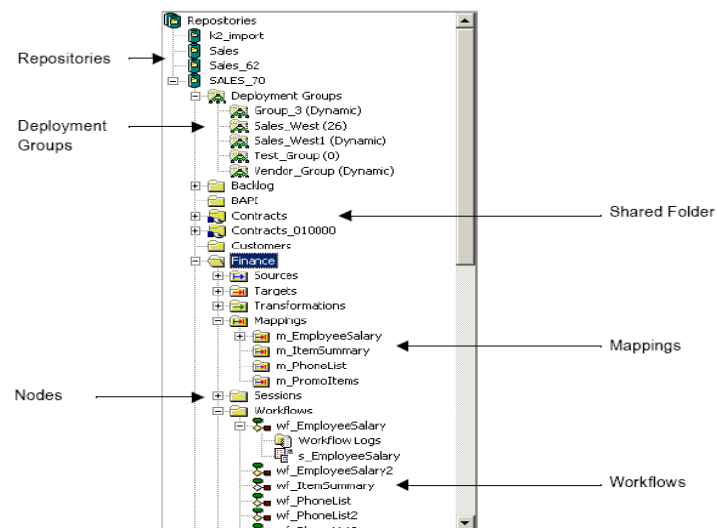 Repostories
k2_import
Sales
Repositories
Sales_62
SALES_70
Deployment Groups
Group_3 (Dynamic)
Deployment
Groups
Sales_West (26)
Sales_West1 (Dynamic)
Test_Group (0)
Vendor_Group (Dynamic)
Backlog
BAPI
Contracts
Shared Folder
Contracts_010000
Customers
Finance
Sources
Targets
Transformations
Mappings
m_EmployeeSalary
m_ItemSummary
Mappings
m_PhoneList
m_PromoItems
Nodes
Sessions
Workflows
wf_EmployeeSalary
Workflow Logs
s_EmployeeSalary
wf_EmployeeSalary2
wf_ItemSummary
Workflows
wf_PhoneList
wf_PhoneList2